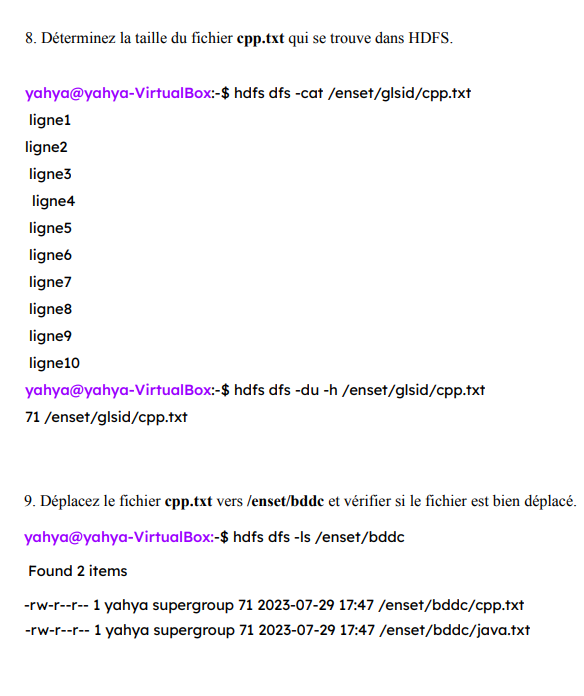 8. Déterminez la taille du fichier cpp.txt qui se trouve dans HDFS.
yahya@yahya-VirtualBox:-$ hdfs dfs -cat /enset/glsid/cpp.txt
ligne1
ligne2
ligne3
ligne4
ligne5
ligne6
ligne7
ligne8
ligne9
ligne10
yahya@yahya-VirtualBox:-$ hdfs dfs -du -h /enset/glsid/cpp.txt
71 /enset/glsid/cpp.txt
9. Déplacez le fichier cpp.txt vers /enset/bddc et vérifier si le fichier est bien déplacé.
yahya@yahya-VirtualBox:-$ hdfs dfs -ls /enset/bddc
Found 2 items
-rw-r--r-- 1 yahya supergroup 71 2023-07-29 17:47 /enset/bddc/cpp.txt
-rw-r--r-- 1 yahya supergroup 71 2023-07-29 17:47 /enset/bddc/java.txt